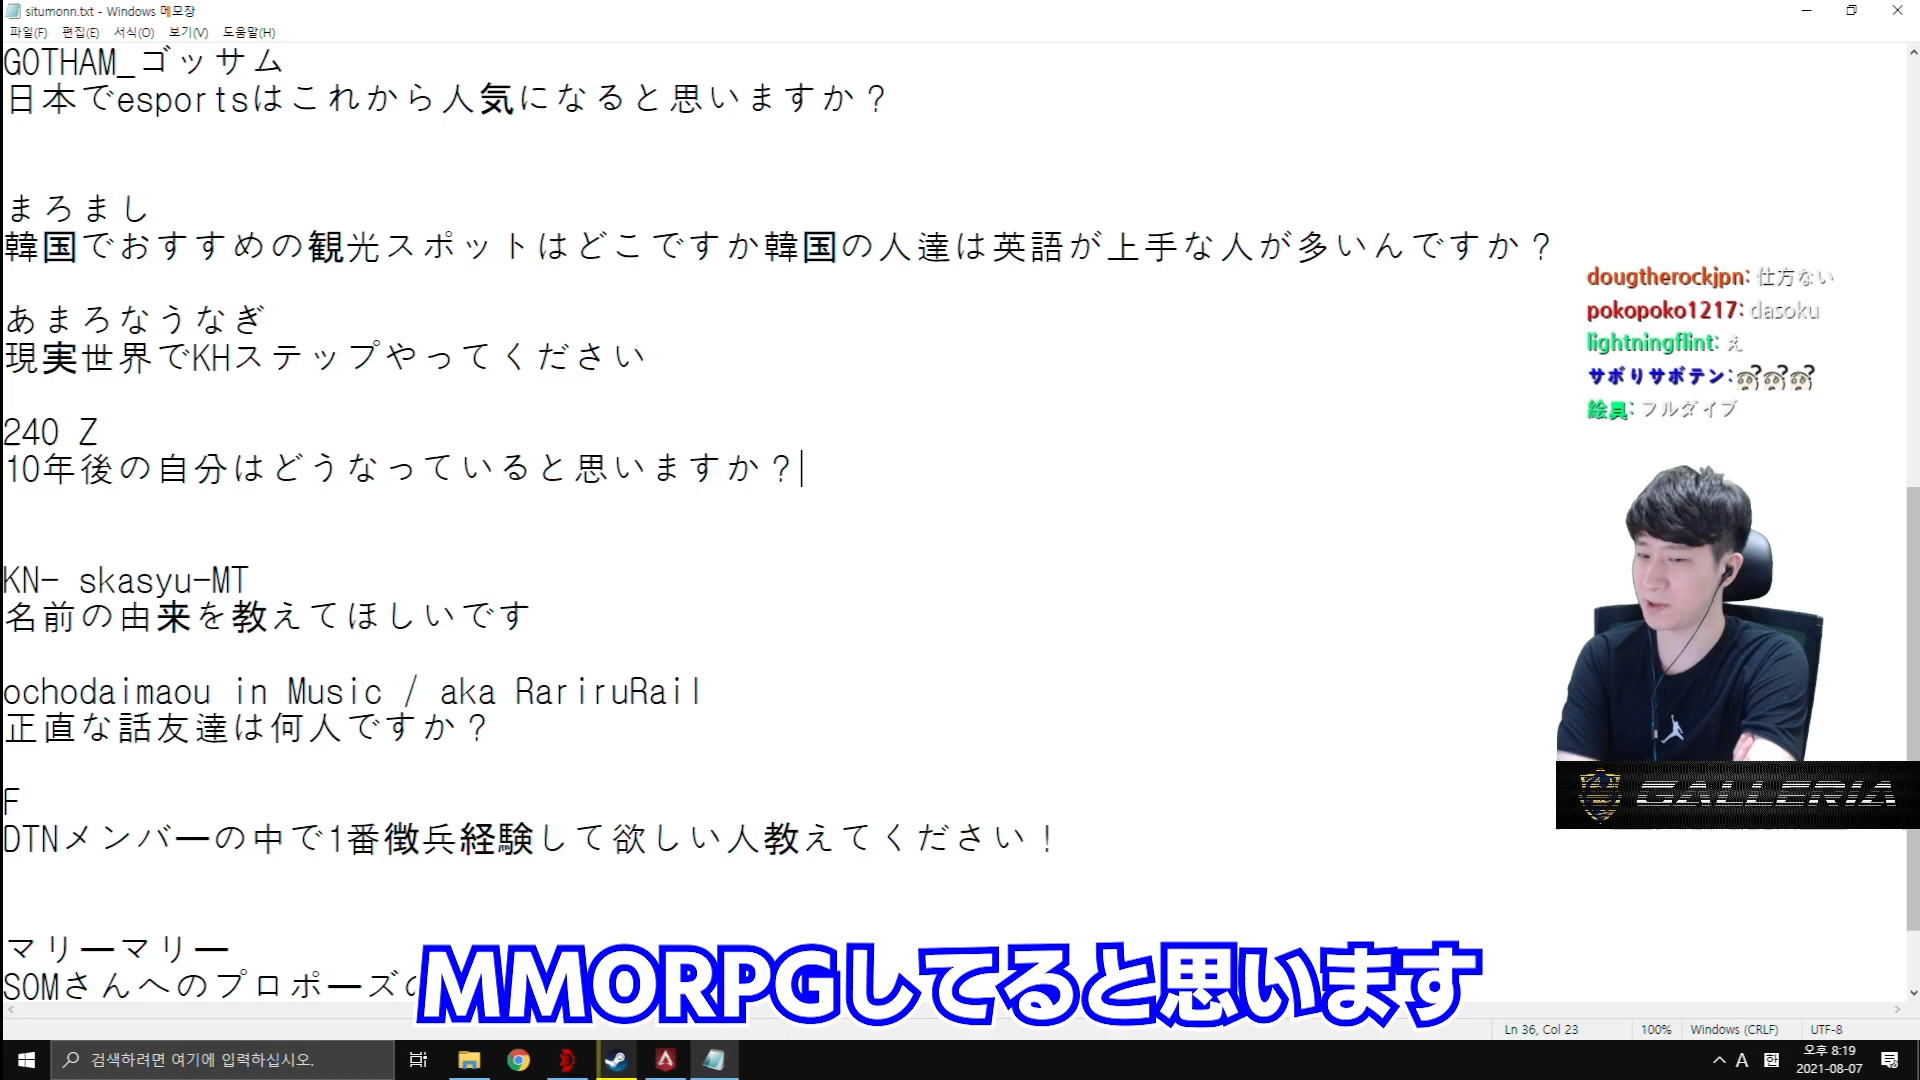 situmonn.txt - Windows 메모장
파일(F) 편집(E) 서식(O) 보기(V) 도움말(H)
GOTHAM_ゴッサム
日本でesportsはこれから人気になると思いますか？
まろまし
韓国でおすすめの観光スポットはどこですか韓国の人達は英語が上手な人が多いんですか？
あまろなうなぎ
現実世界でKHステップやってください
240 Z
10年後の自分はどうなっていると思いますか？
KN- skasyu-MT
名前の由来を教えてほしいです
ochodaimaou in Music / aka RariruRail
正直な話友達は何人ですか？
F
DTNメンバーの中で1番徴兵経験して欲しい人教えてください！
マリーマリー
SOMさんへのプロポーズの
dougtherockjpn: 仕方ない
pokopoko1217: dasoku
lightningflint: え
サボりサボテン:
絵具: フルダイブ
GALLERIA
MMORPGしてると思います
Ln 36, Col 23 100% Windows (CRLF) UTF-8
검색하려면 여기에 입력하십시오.
A 한 오후 8:19
2021-08-07